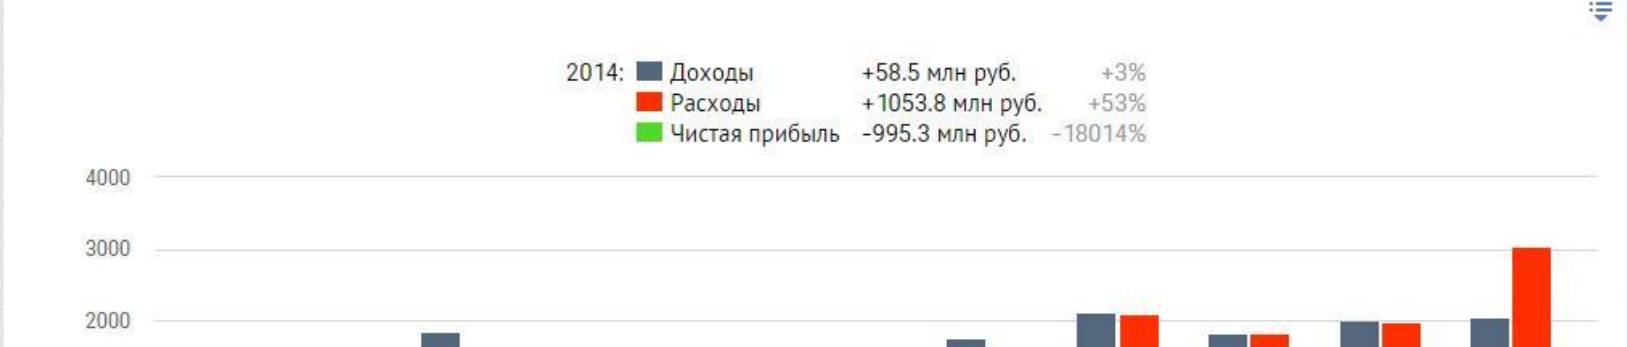 2014: Доходы +58.5 млн руб. +3%
Расходы +1053.8 млн руб. +53%
Чистая прибыль -995.3 млн руб. -18014%
4000
3000
2000